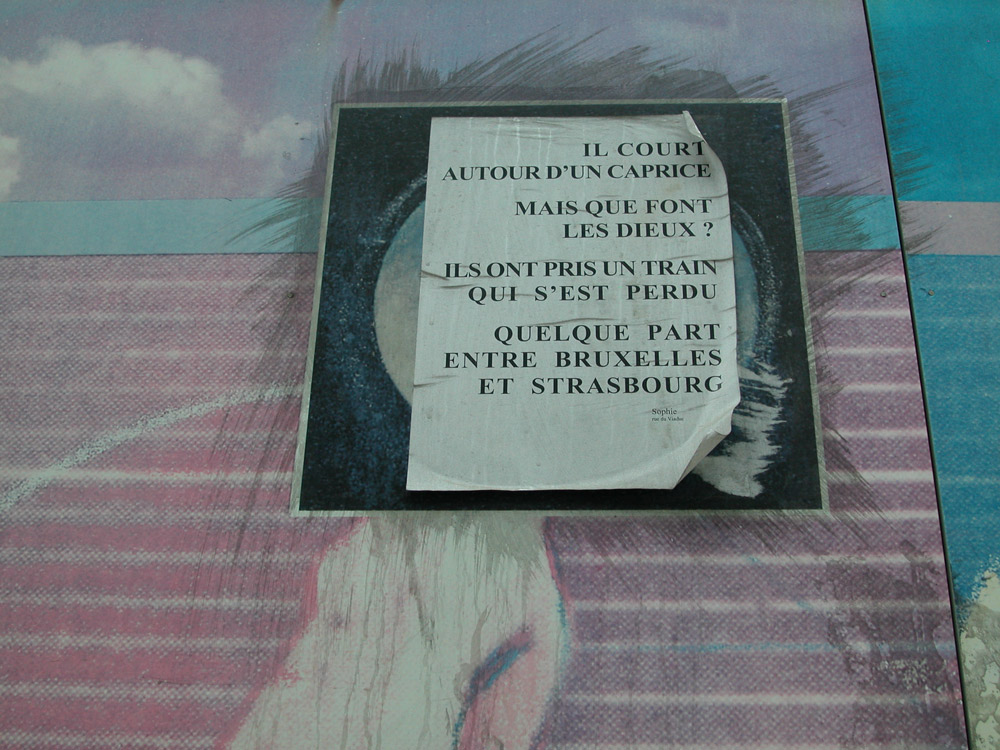 IL COURT
AUTOUR D'UN CAPRICE
MAIS QUE FONT
LES DIEUX ?
ILS ONT PRIS UN TRAIN
QUI S'EST PERDU
QUELQUE PART
ENTRE BRUXELLES
ET STRASBOURG
Sophie
rue du Viaduc